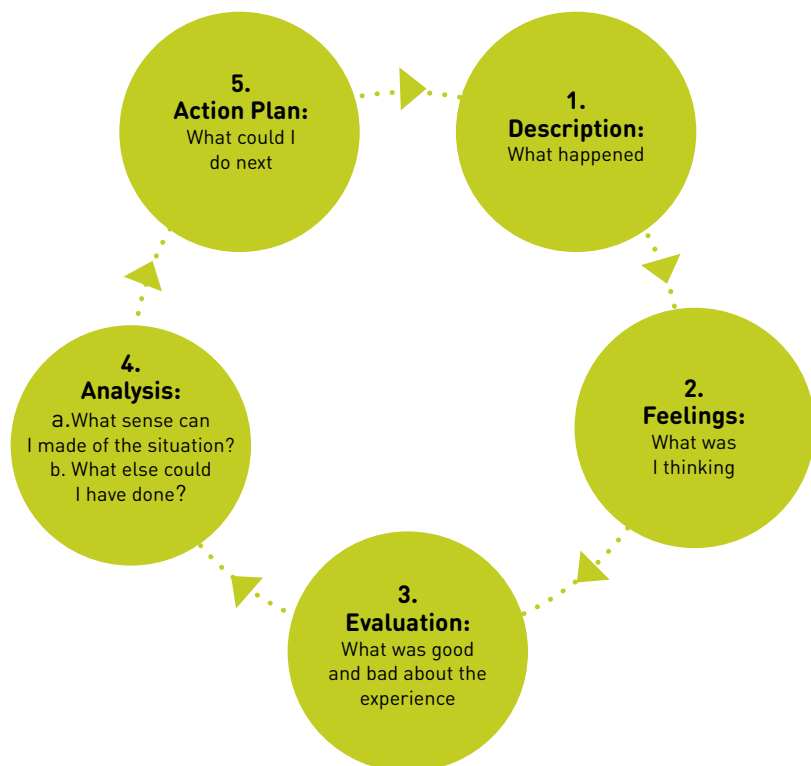 1.
Description:
What happened
2.
Feelings:
What was
I thinking
3.
Evaluation:
What was good
and bad about the
experience
4.
Analysis:
a.What sense can
I made of the situation?
b. What else could
I have done?
5.
Action Plan:
What could I
do next